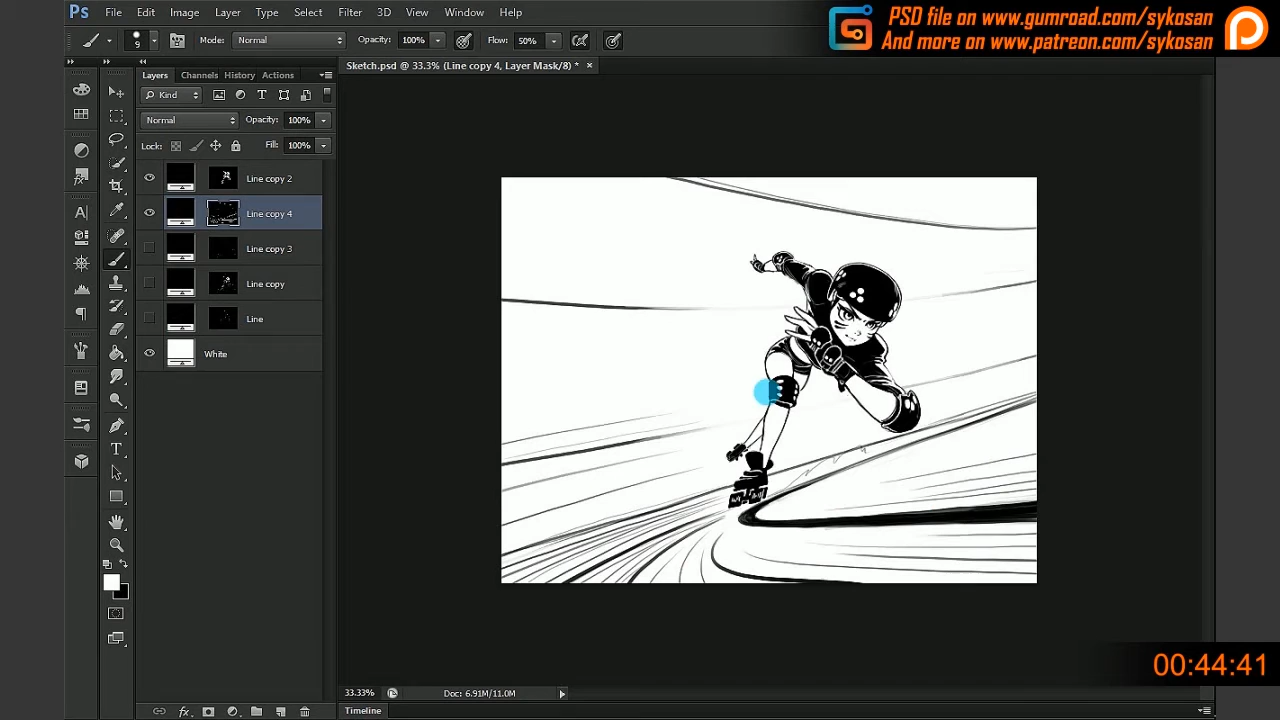 Ps File Edit Image Layer Type Select Filter 3D View Window Help
PSD file on www.gumroad.com/sykosan
And more on www.patreon.com/sykosan
9 Mode: Normal Opacity: 100% Flow: 50%
Layers Channels History Actions
Sketch.psd @ 33.3% (Line copy 4, Layer Mask/8) * ×
Kind
Normal Opacity: 100%
Lock: Fill: 100%
Line copy 2
Line copy 4
Line copy 3
Line copy
Line
White
00:44:41
33.33% Doc: 6.91M/11.0M
Timeline